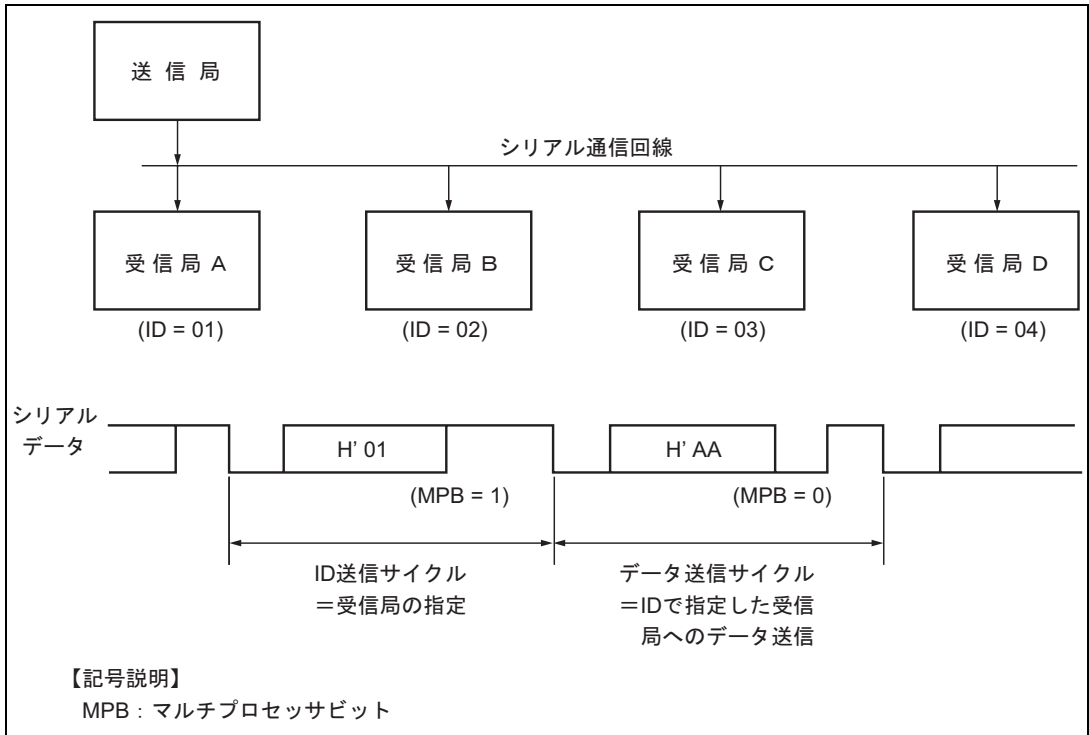 送 信 局
シリアル通信回線
受 信 局 A
受 信 局 B
受 信 局 C
受 信 局 D
(ID = 01)
(ID = 02)
(ID = 03)
(ID = 04)
シリアル
データ
H' 01
H' AA
(MPB = 1)
(MPB = 0)
ID送信サイクル
＝受信局の指定
データ送信サイクル
＝IDで指定した受信
局へのデータ送信
【記号説明】
MPB：マルチプロセッサビット